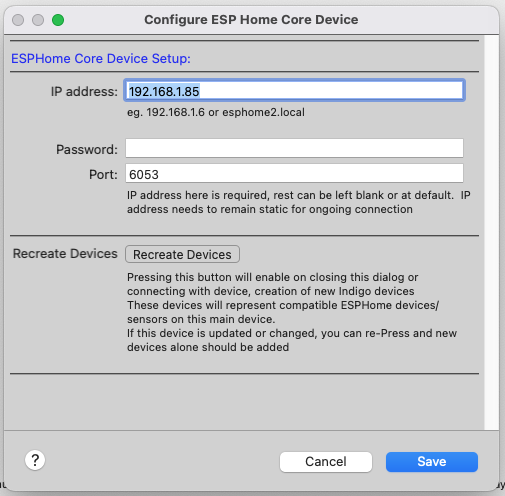 Configure ESP Home Core Device
ESPHome Core Device Setup:
IP address: 192.168.1.85
eg. 192.168.1.6 or esphome2.local
Password:
Port: 6053
IP address here is required, rest can be left blank or at default. IP
address needs to remain static for ongoing connection
Recreate Devices Recreate Devices
Pressing this button will enable on closing this dialog or
connecting with device, creation of new Indigo devices
These devices will represent compatible ESPHome devices/
sensors on this main device.
If this device is updated or changed, you can re-Press and new
devices alone should be added
? Cancel Save